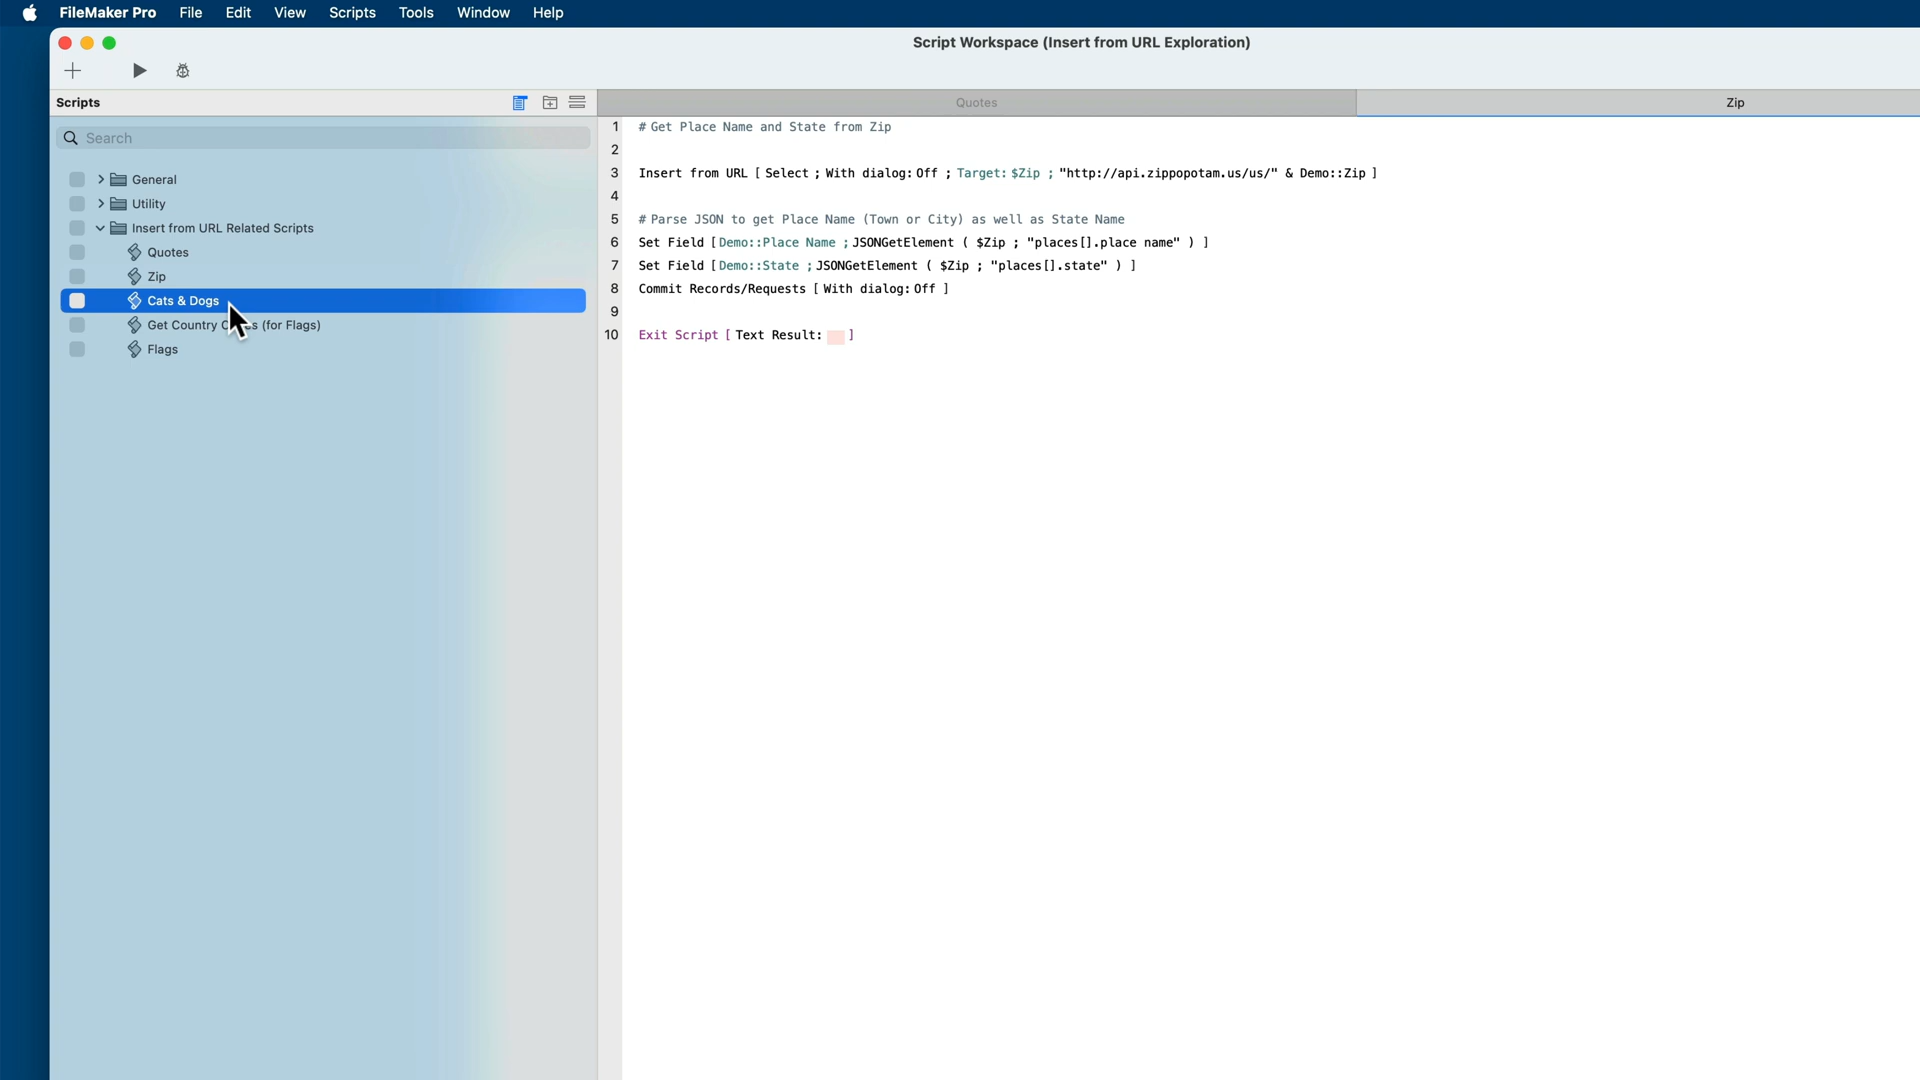 FileMaker Pro File Edit View Scripts Tools Window Help
Script Workspace (Insert from URL Exploration)
Scripts
Quotes
Zip
Search
General
Utility
Insert from URL Related Scripts
Quotes
Zip
Cats & Dogs
Get Country (for Flags)
Flags
1 # Get Place Name and State from Zip
2
3 Insert from URL [ Select ; With dialog: Off ; Target: $Zip ; "http://api.zippopotam.us/us/" & Demo::Zip ]
4
5 # Parse JSON to get Place Name (Town or City) as well as State Name
6 Set Field [ Demo::Place Name ; JSONGetElement ( $Zip ; "places[].place name" ) ]
7 Set Field [ Demo::State ; JSONGetElement ( $Zip ; "places[].state" ) ]
8 Commit Records/Requests [ With dialog: Off ]
9
10 Exit Script [ Text Result: ]